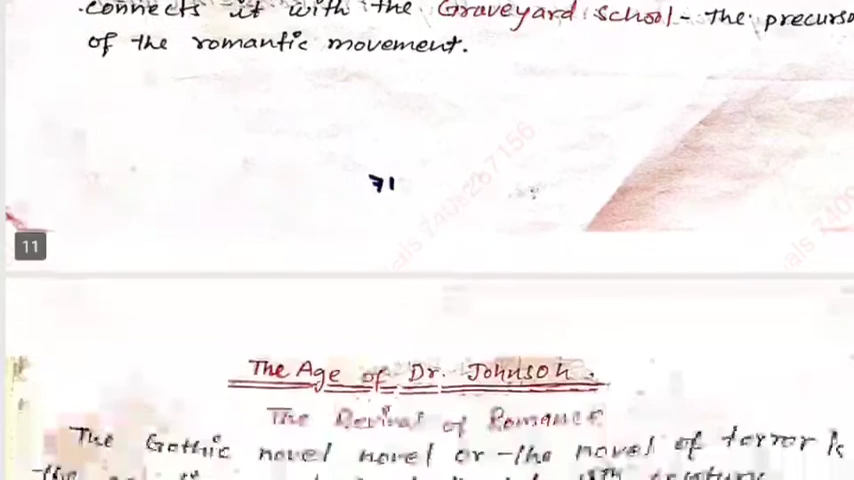 connects it with the Graveyard School - the precurso
of the romantic movement.
71
11
The Age of Dr. Johnson.
The Revival of Romance
The Gothic novel novel or - the novel of terror is
the